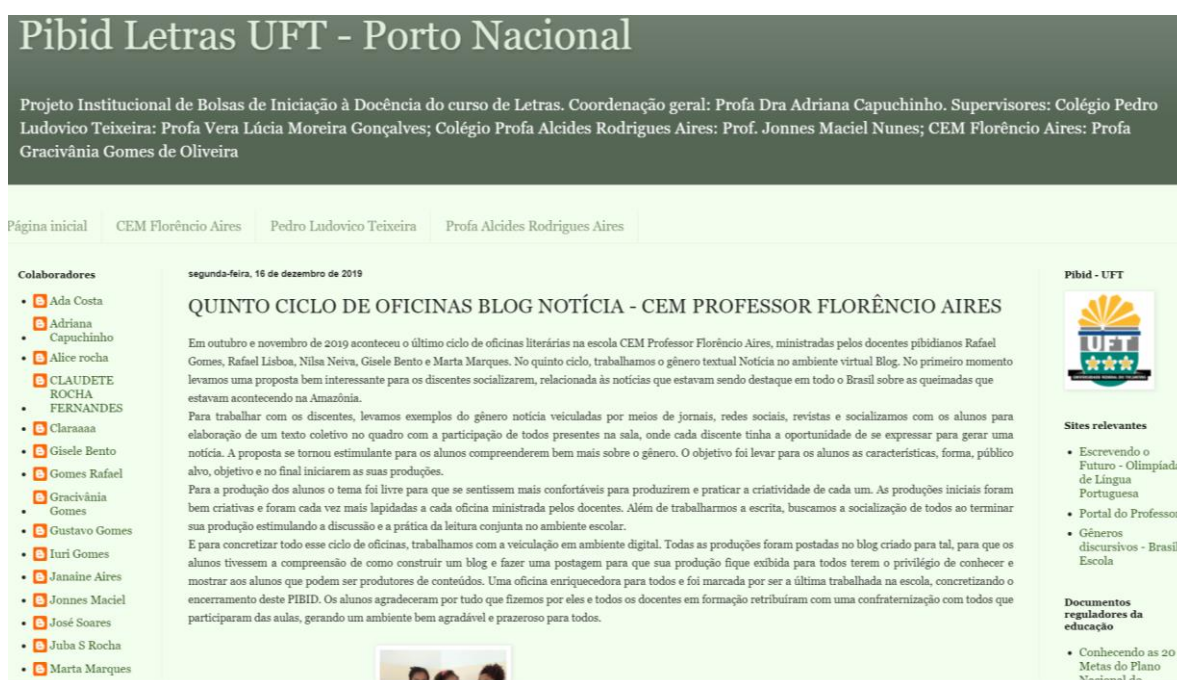 Pibid Letras UFT - Porto Nacional
Projeto Institucional de Bolsas de Iniciação à Docência do curso de Letras. Coordenação geral: Profa Dra Adriana Capuchinho. Supervisores: Colégio Pedro
Ludovico Teixeira: Profa Vera Lúcia Moreira Gonçalves; Colégio Profa Alcides Rodrigues Aires: Prof. Jonnes Maciel Nunes; CEM Florêncio Aires: Profa
Gracivânia Gomes de Oliveira
Página inicial
CEM Florêncio Aires
Pedro Ludovico Teixeira
Profa Alcides Rodrigues Aires
Colaboradores
Ada Costa
Adriana
Capuchinho
Alice rocha
CLAUDETE
ROCHA
FERNANDES
Claraaaa
Gisele Bento
Gomes Rafael
Gracivânia
Gomes
Gustavo Gomes
Iuri Gomes
Janaine Aires
Jonnes Maciel
José Soares
Juba S Rocha
Marta Marques
segunda-feira, 16 de dezembro de 2019
QUINTO CICLO DE OFICINAS BLOG NOTÍCIA - CEM PROFESSOR FLORÊNCIO AIRES
Em outubro e novembro de 2019 aconteceu o último ciclo de oficinas literárias na escola CEM Professor Florêncio Aires, ministradas pelos docentes pibidianos Rafael
Gomes, Rafael Lisboa, Nilsa Neiva, Gisele Bento e Marta Marques. No quinto ciclo, trabalhamos o gênero textual Notícia no ambiente virtual Blog. No primeiro momento
levamos uma proposta bem interessante para os discentes socializarem, relacionada às notícias que estavam sendo destaque em todo o Brasil sobre as queimadas que
estavam acontecendo na Amazônia.
Para trabalhar com os discentes, levamos exemplos do gênero notícia veiculadas por meios de jornais, redes sociais, revistas e socializamos com os alunos para
elaboração de um texto coletivo no quadro com a participação de todos presentes na sala, onde cada discente tinha a oportunidade de se expressar para gerar uma
notícia. A proposta se tornou estimulante para os alunos compreenderem bem mais sobre o gênero. O objetivo foi levar para os alunos as características, forma, público
alvo, objetivo e no final iniciarem as suas produções.
Para a produção dos alunos o tema foi livre para que se sentissem mais confortáveis para produzirem e praticar a criatividade de cada um. As produções iniciais foram
bem criativas e foram cada vez mais lapidadas a cada oficina ministrada pelos docentes. Além de trabalharmos a escrita, buscamos a socialização de todos ao terminar
sua produção estimulando a discussão e a prática da leitura conjunta no ambiente escolar.
E para concretizar todo esse ciclo de oficinas, trabalhamos com a veiculação em ambiente digital. Todas as produções foram postadas no blog criado para tal, para que os
alunos tivessem a compreensão de como construir um blog e fazer uma postagem para que sua produção fique exibida para todos terem o privilégio de conhecer e
mostrar aos alunos que podem ser produtores de conteúdos. Uma oficina enriquecedora para todos e foi marcada por ser a última trabalhada na escola, concretizando o
encerramento deste PIBID. Os alunos agradeceram por tudo que fizemos por eles e todos os docentes em formação retribuíram com uma confraternização com todos que
participaram das aulas, gerando um ambiente bem agradável e prazeroso para todos.
Pibid - UFT
UFT
Sites relevantes
Escrevendo o
Futuro - Olimpíada
de Língua
Portuguesa
Portal do Professor
Gêneros
discursivos - Brasil
Escola
Documentos
reguladores da
educação
Conhecendo as 20
Metas do Plano